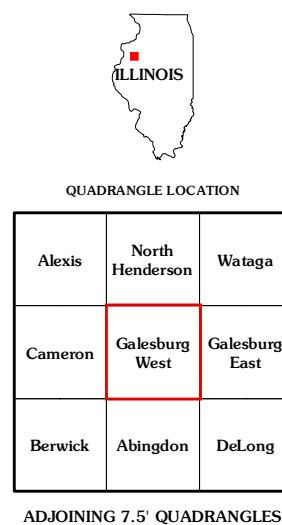 ILLINOIS
QUADRANGLE LOCATION
Alexis
North
Henderson
Wataga
Cameron
Galesburg
West
Galesburg
East
Berwick
Abingdon
DeLong
ADJOINING 7.5' QUADRANGLES